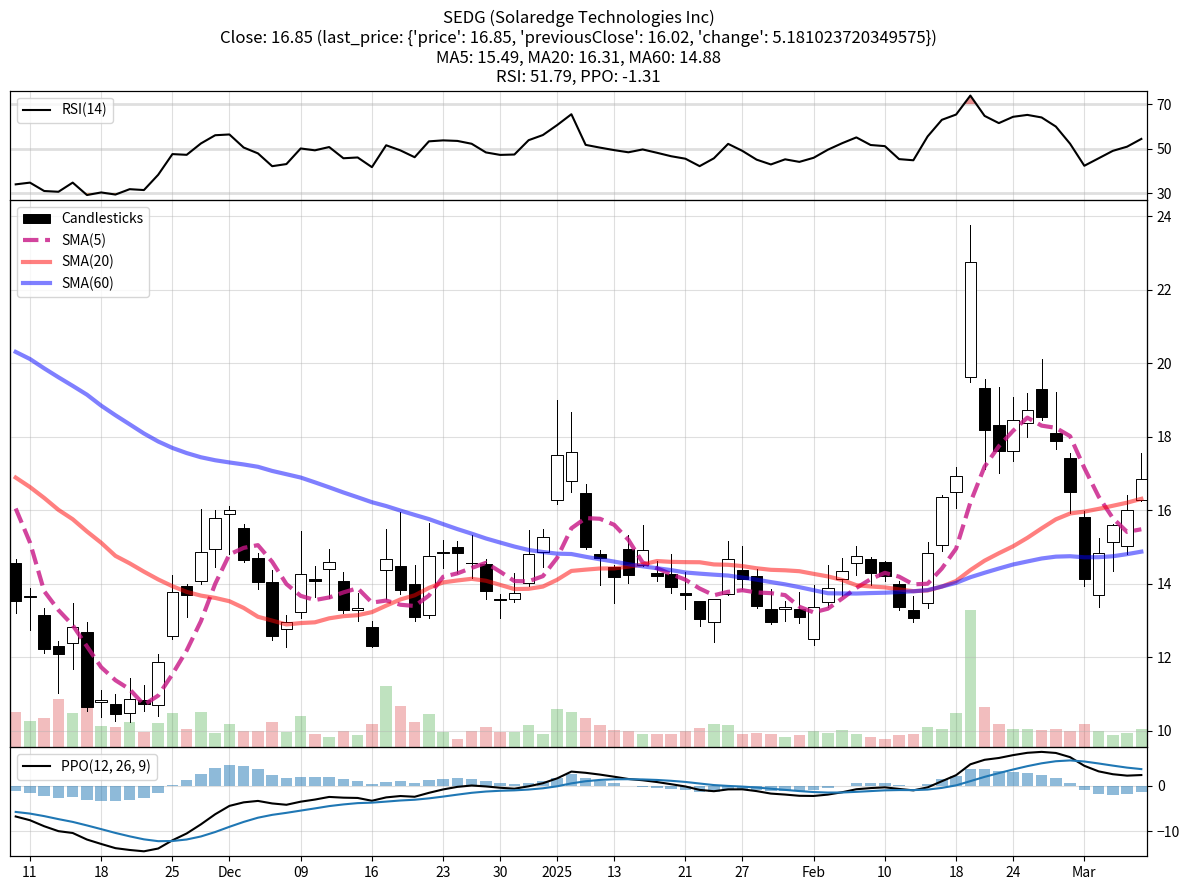 SEDG (Solaredge Technologies Inc)
Close: 16.85 (last_price: {'price': 16.85, 'previousClose': 16.02, 'change': 5.181023720349575})
MA5: 15.49, MA20: 16.31, MA60: 14.88
RSI: 51.79, PPO: -1.31
RSI(14)
70
50
30
Candlesticks
SMA(5)
SMA(20)
SMA(60)
24
22
20
18
16
14
12
10
PPO(12, 26, 9)
0
−10
11 18 25 Dec 09 16 23 30 2025 13 21 27 Feb 10 18 24 Mar